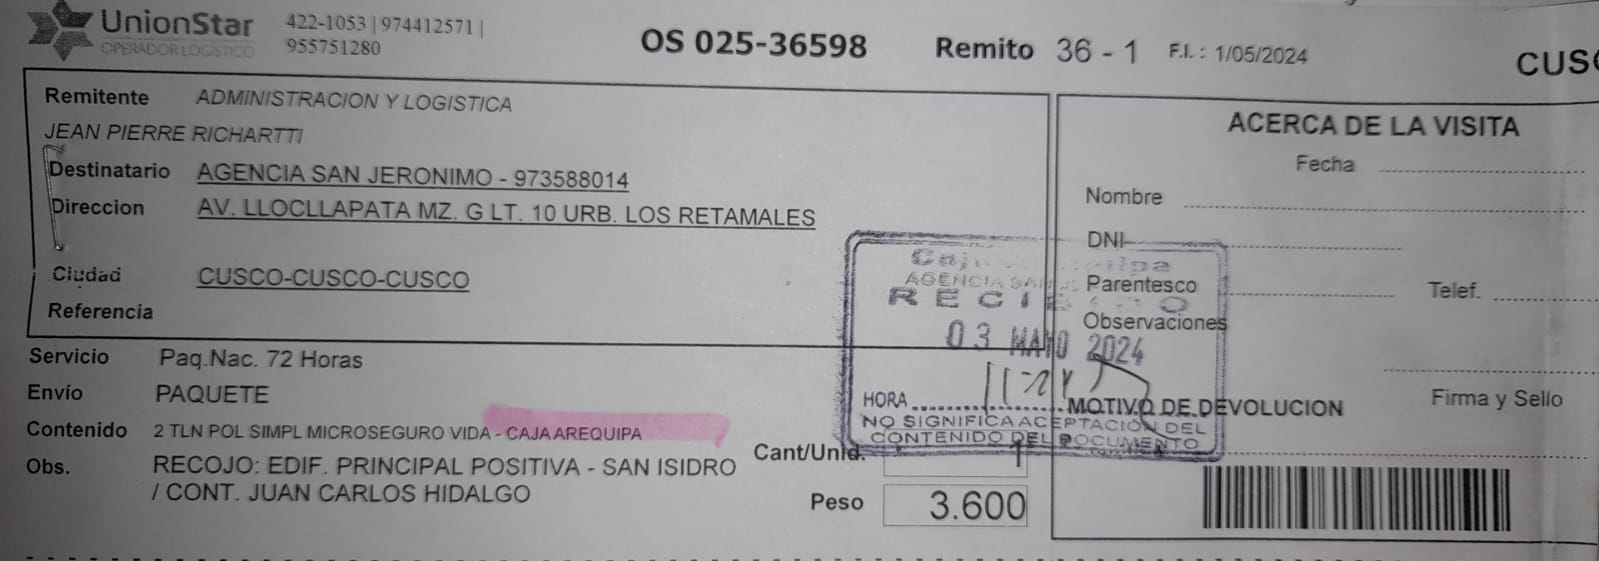 UnionStar
OPERADOR LOGÍSTICO
422-1053 | 974412571 |
955751280
OS 025-36598
Remito 36 - 1
F.I. : 1/05/2024
CUSCO
Remitente ADMINISTRACION Y LOGISTICA
JEAN PIERRE RICHARTTI
Destinatario AGENCIA SAN JERONIMO - 973588014
Direccion AV. LLOCLLAPATA MZ. G LT. 10 URB. LOS RETAMALES
Ciudad CUSCO-CUSCO-CUSCO
Referencia
Servicio Paq.Nac. 72 Horas
Envío PAQUETE
Contenido 2 TLN POL SIMPL MICROSEGURO VIDA - CAJA AREQUIPA
Obs. RECOJO: EDIF. PRINCIPAL POSITIVA - SAN ISIDRO
/ CONT. JUAN CARLOS HIDALGO
Cant/Unid. 1
Peso 3.600
ACERCA DE LA VISITA
Fecha
Nombre
DNI
Parentesco
Telef.
Observaciones
MOTIVO DE DEVOLUCION
Firma y Sello
AGENCIA SAN
RECIBIDO
03 MAYO 2024
HORA
NO SIGNIFICA ACEPTACIÓN DEL
CONTENIDO DEL DOCUMENTO